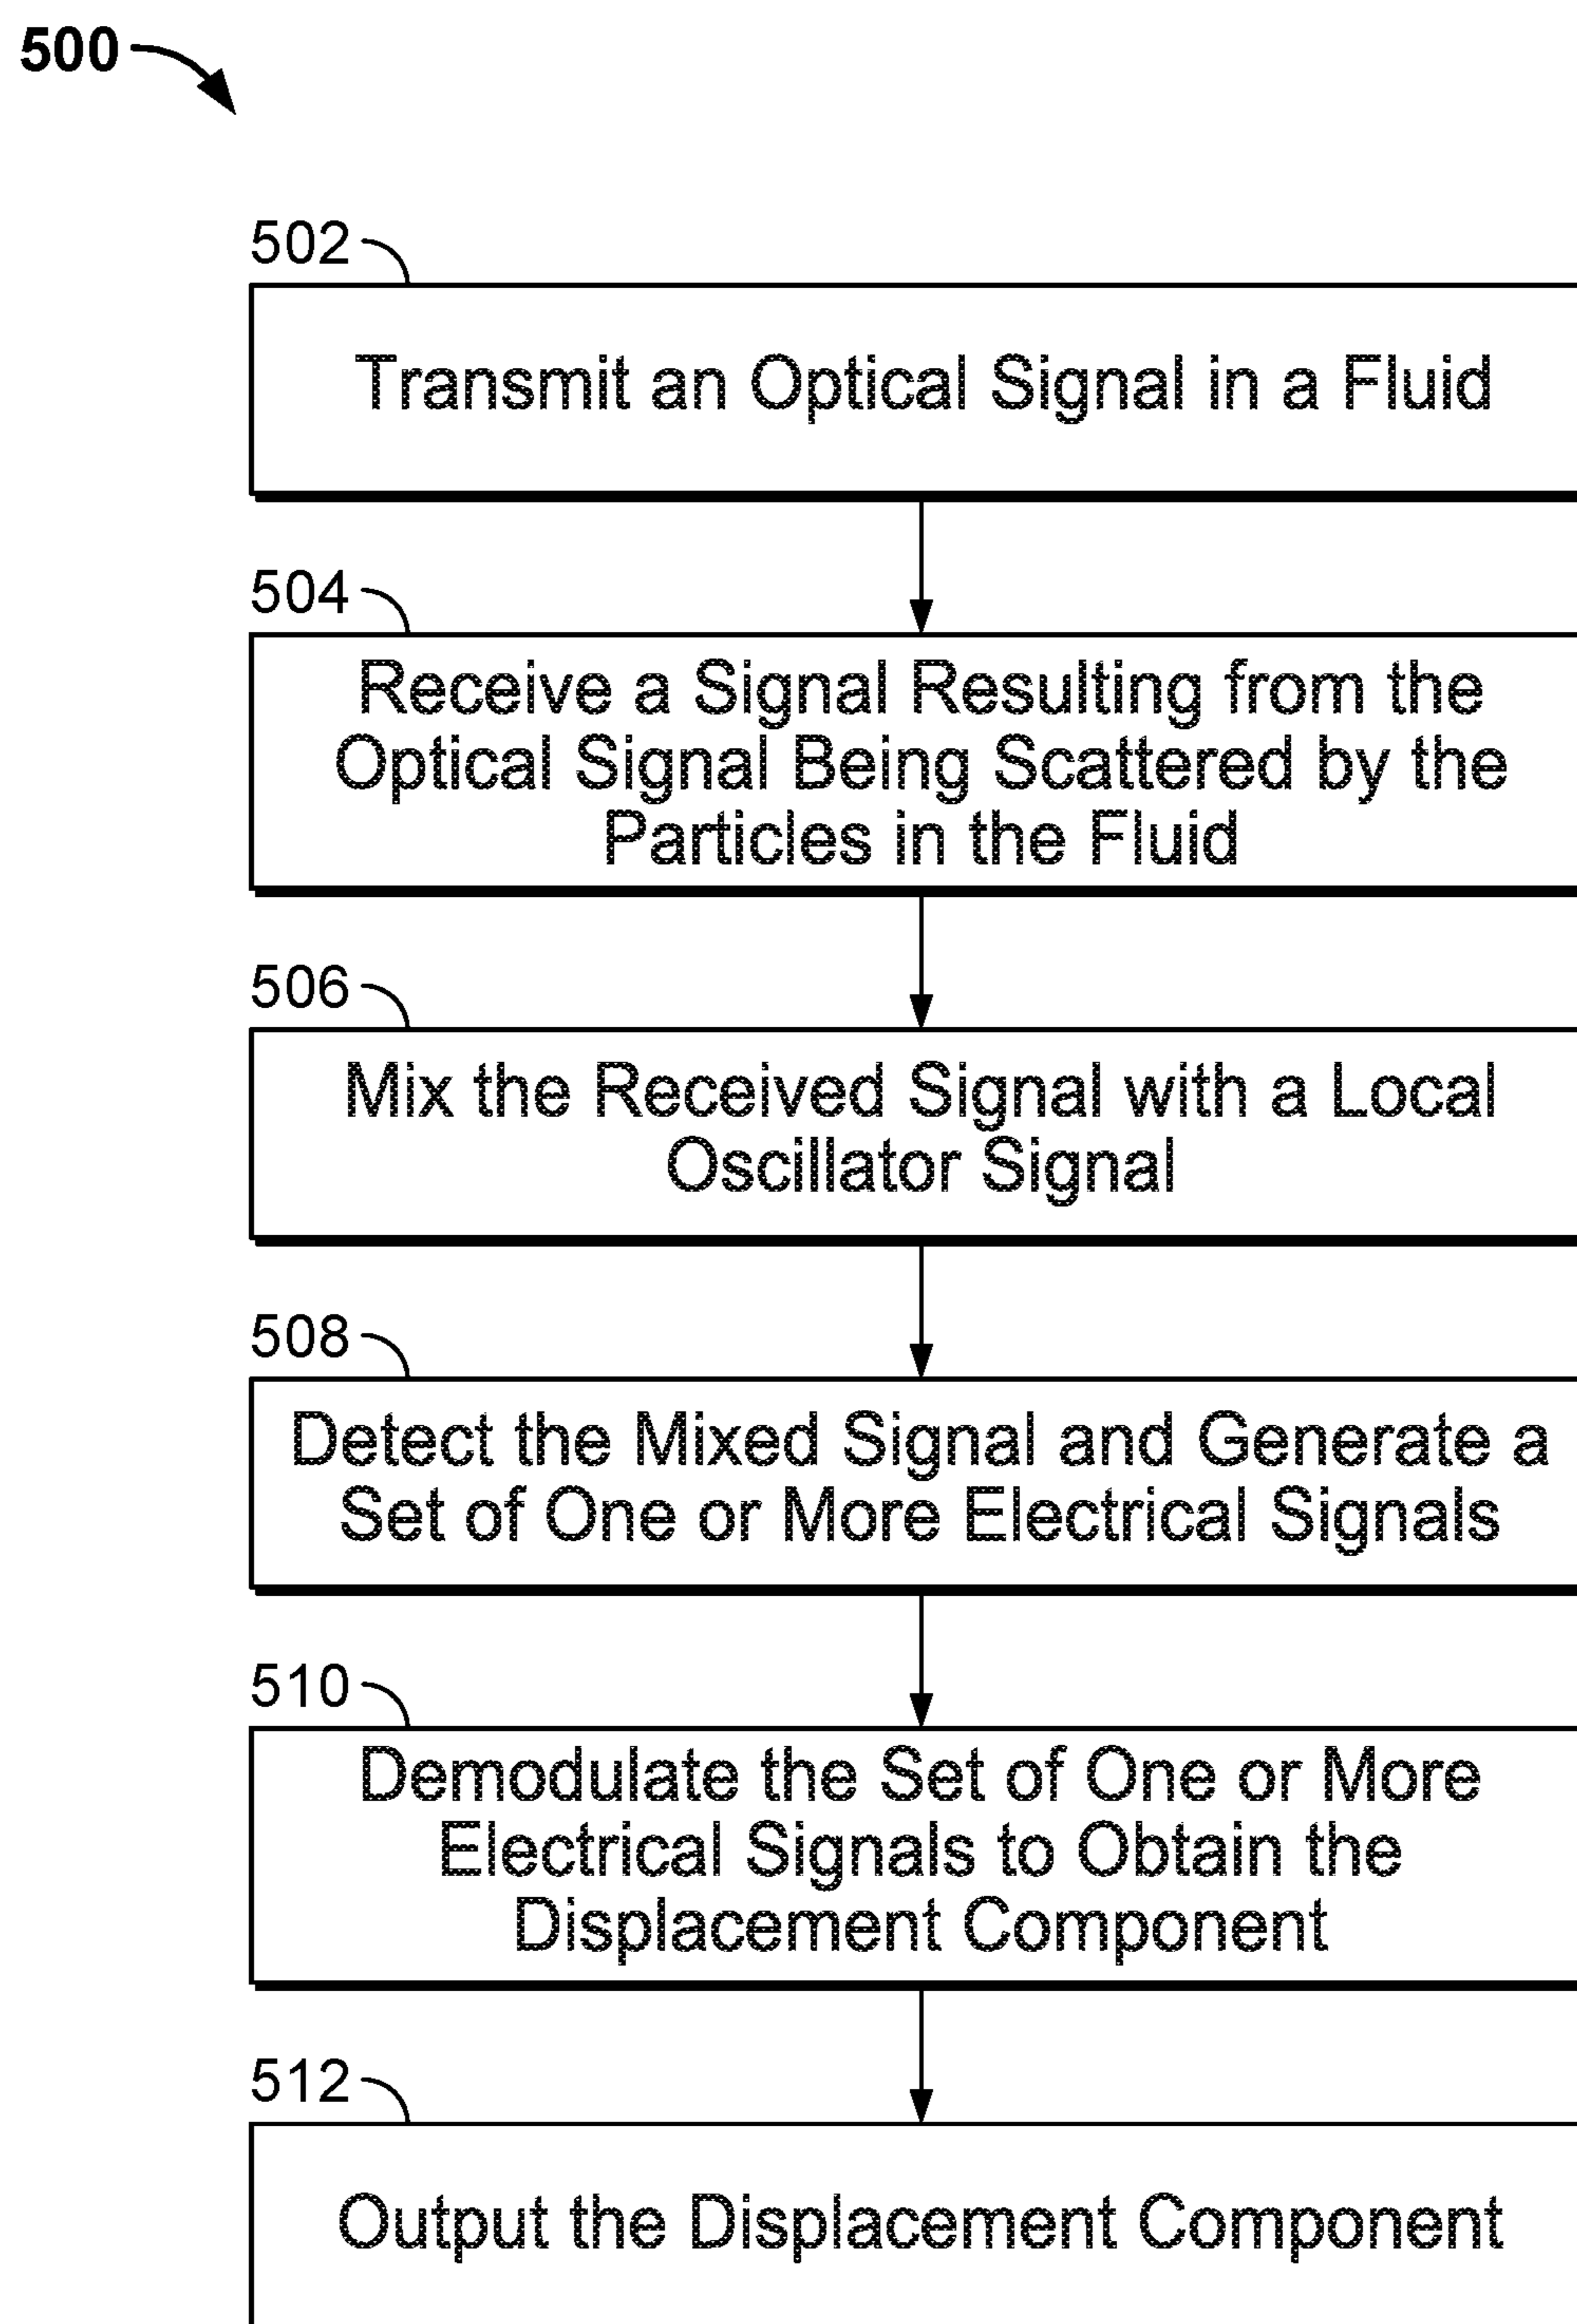 500
502
Transmit an Optical Signal in a Fluid
504
Receive a Signal Resulting from the
Optical Signal Being Scattered by the
Particles in the Fluid
506
Mix the Received Signal with a Local
Oscillator Signal
508
Detect the Mixed Signal and Generate a
Set of One or More Electrical Signals
510
Demodulate the Set of One or More
Electrical Signals to Obtain the
Displacement Component
512
Output the Displacement Component